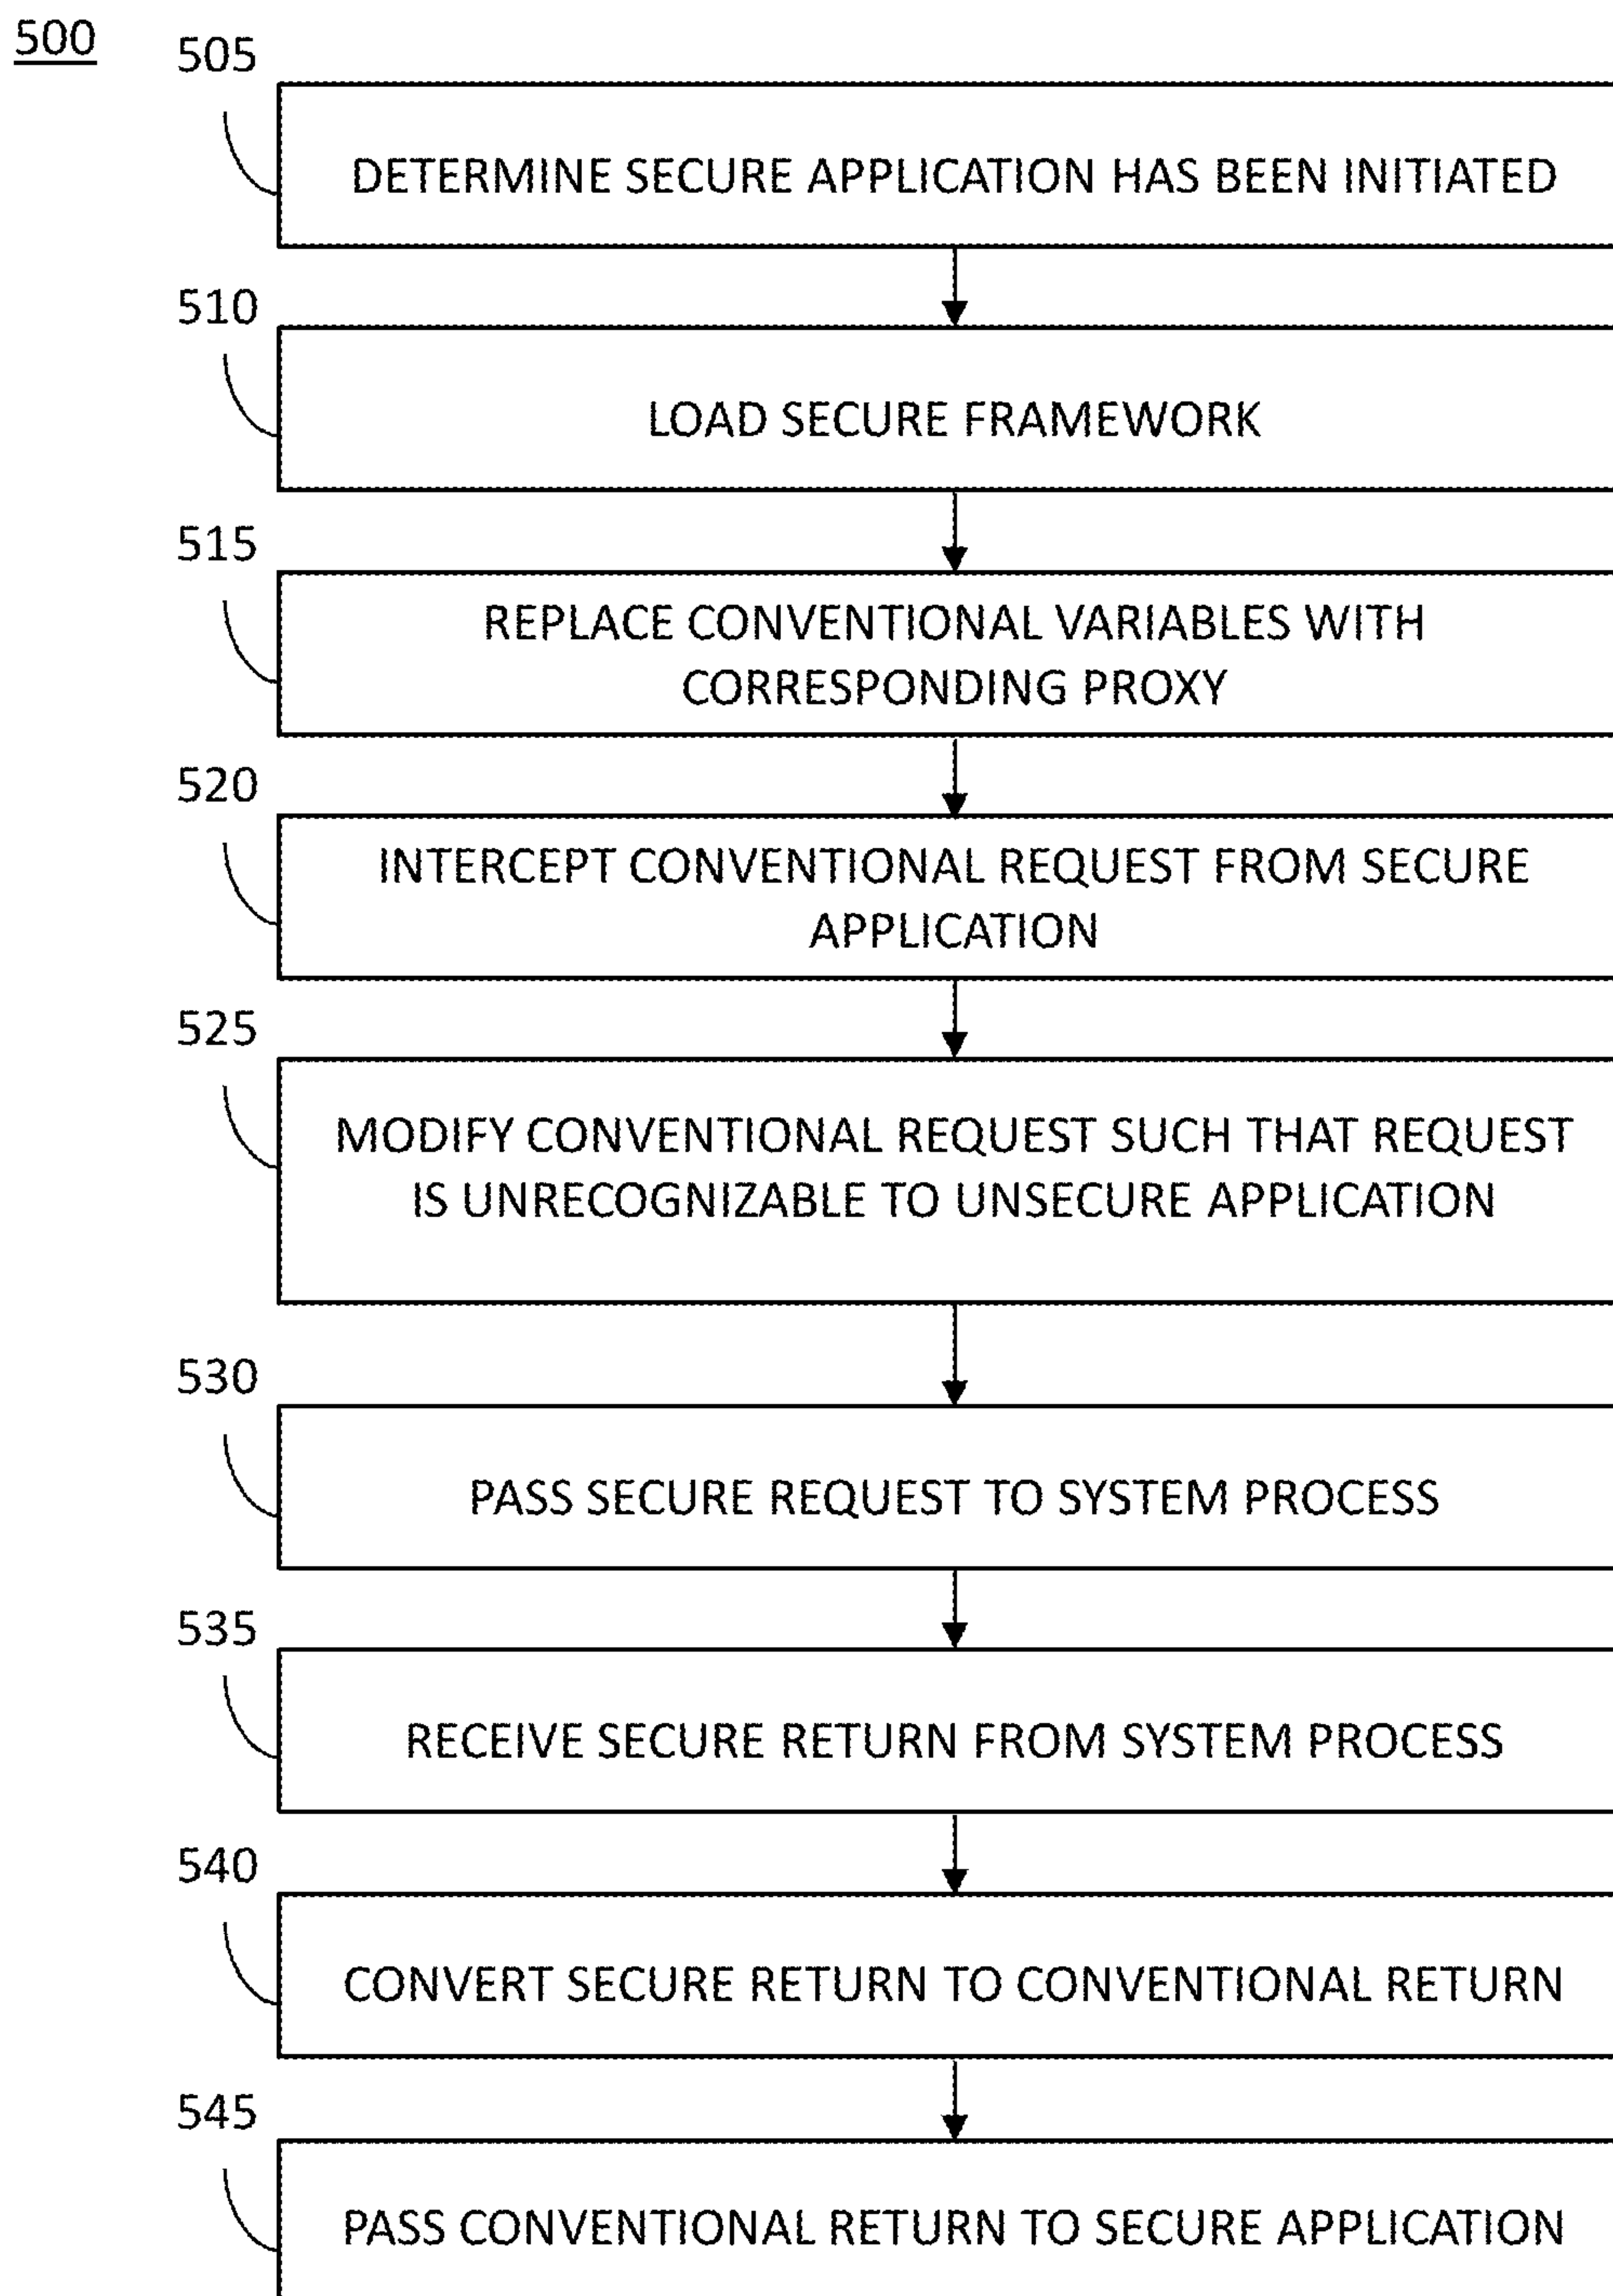 500
505
DETERMINE SECURE APPLICATION HAS BEEN INITIATED
510
LOAD SECURE FRAMEWORK
515
REPLACE CONVENTIONAL VARIABLES WITH
CORRESPONDING PROXY
520
INTERCEPT CONVENTIONAL REQUEST FROM SECURE
APPLICATION
525
MODIFY CONVENTIONAL REQUEST SUCH THAT REQUEST
IS UNRECOGNIZABLE TO UNSECURE APPLICATION
530
PASS SECURE REQUEST TO SYSTEM PROCESS
535
RECEIVE SECURE RETURN FROM SYSTEM PROCESS
540
CONVERT SECURE RETURN TO CONVENTIONAL RETURN
545
PASS CONVENTIONAL RETURN TO SECURE APPLICATION